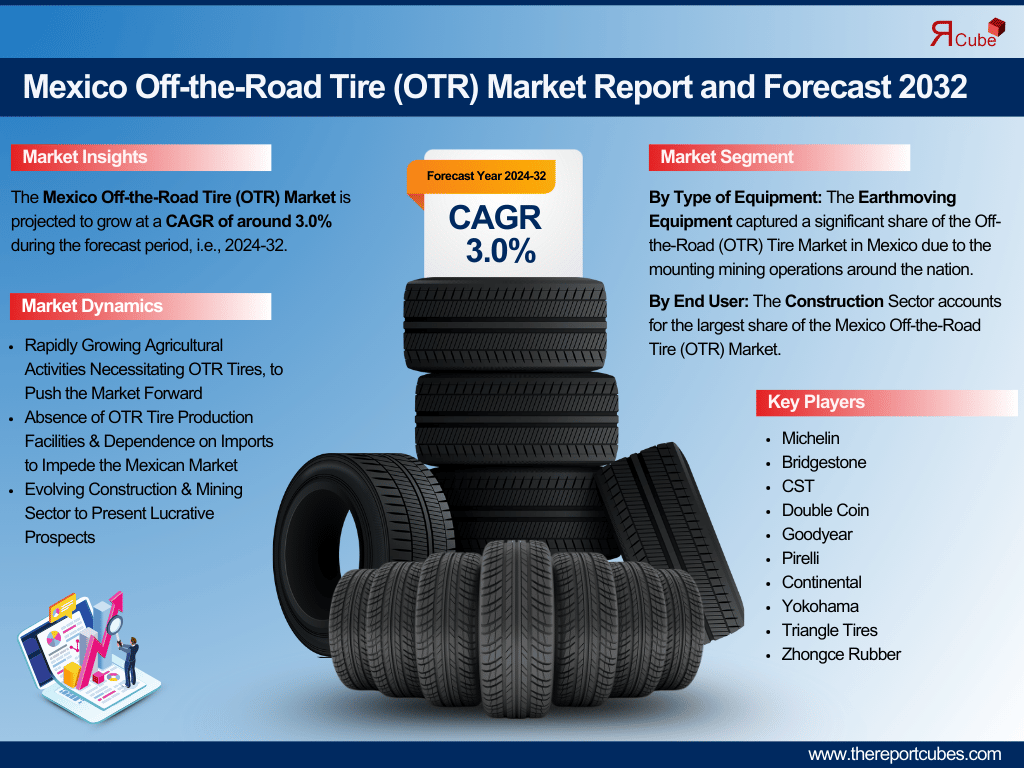 ЯCube
Mexico Off-the-Road Tire (OTR) Market Report and Forecast 2032
Market Insights
The Mexico Off-the-Road Tire (OTR) Market is
projected to grow at a CAGR of around 3.0%
during the forecast period, i.e., 2024-32.
Market Dynamics
• Rapidly Growing Agricultural
Activities Necessitating OTR Tires, to
Push the Market Forward
• Absence of OTR Tire Production
Facilities & Dependence on Imports
to Impede the Mexican Market
• Evolving Construction & Mining
Sector to Present Lucrative
Prospects
Forecast Year 2024-32
CAGR
3.0%
Market Segment
By Type of Equipment: The Earthmoving
Equipment captured a significant share of the Off-
the-Road (OTR) Tire Market in Mexico due to the
mounting mining operations around the nation.
By End User: The Construction Sector accounts
for the largest share of the Mexico Off-the-Road
Tire (OTR) Market.
Key Players
• Michelin
• Bridgestone
• CST
• Double Coin
• Goodyear
• Pirelli
• Continental
• Yokohama
• Triangle Tires
• Zhongce Rubber
www.thereportcubes.com